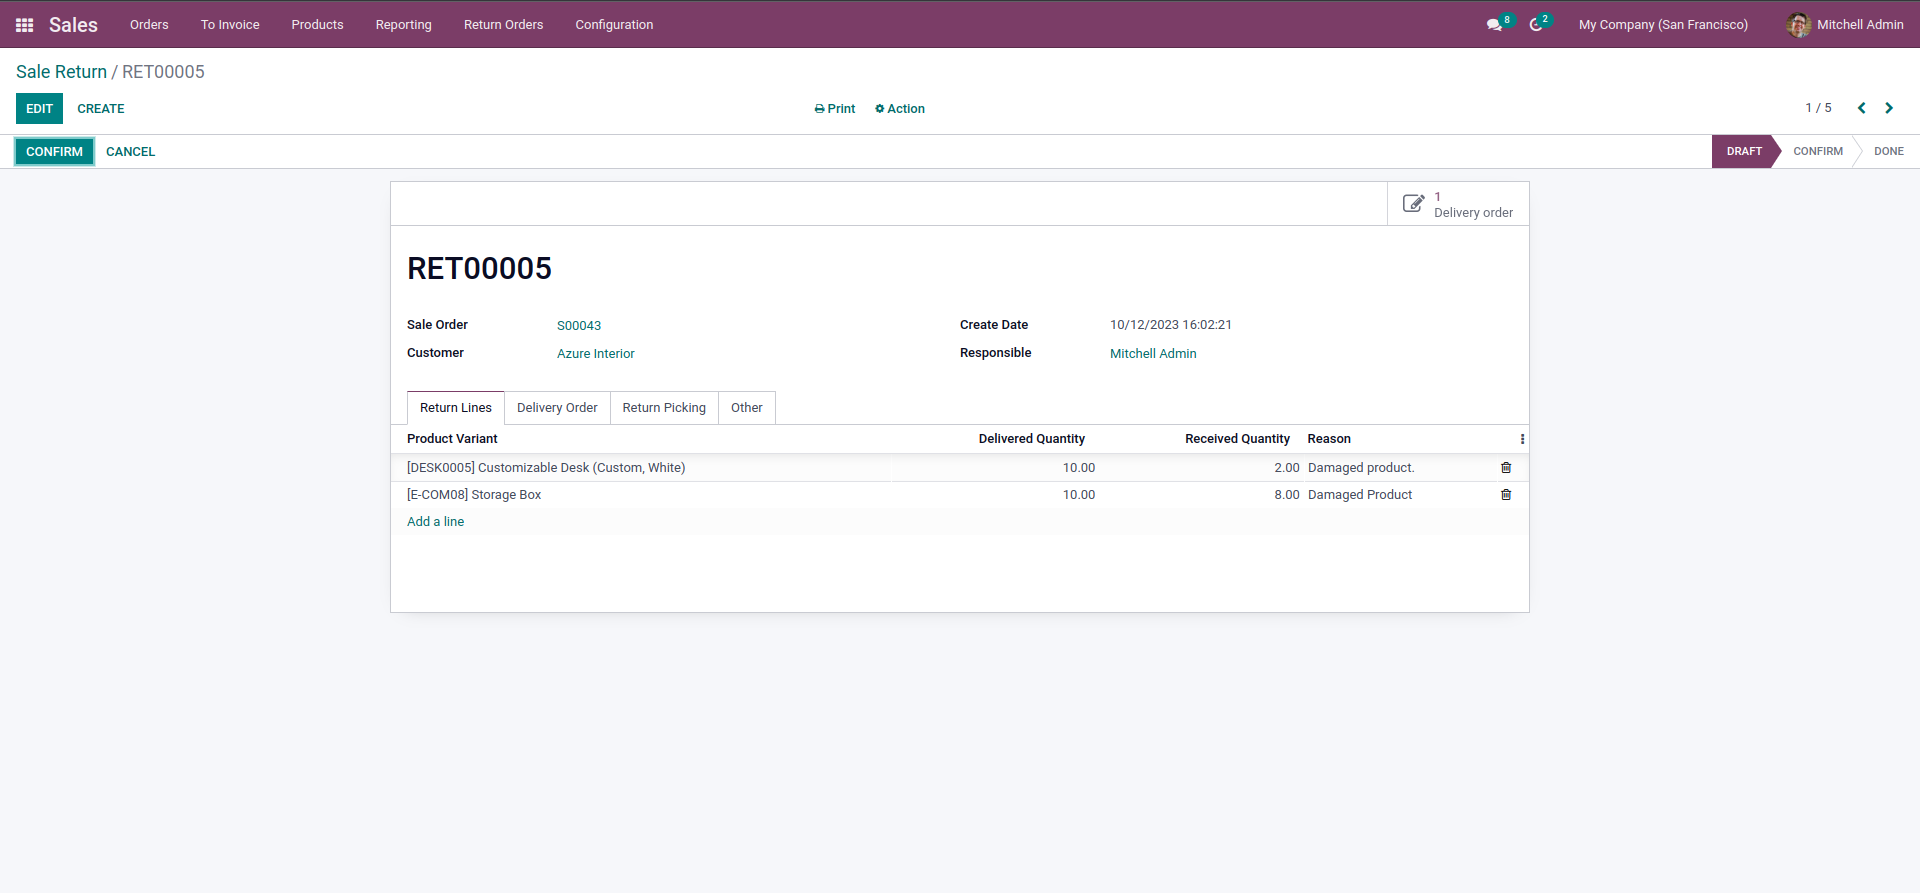 Sales Orders To Invoice Products Reporting Return Orders Configuration 8 2 My Company (San Francisco) Mitchell Admin
Sale Return / RET00005
EDIT CREATE Print Action 1 / 5
CONFIRM CANCEL DRAFT CONFIRM DONE
1
Delivery order
RET00005
Sale Order S00043 Create Date 10/12/2023 16:02:21
Customer Azure Interior Responsible Mitchell Admin
Return Lines Delivery Order Return Picking Other
Product Variant Delivered Quantity Received Quantity Reason
[DESK0005] Customizable Desk (Custom, White) 10.00 2.00 Damaged product.
[E-COM08] Storage Box 10.00 8.00 Damaged Product
Add a line